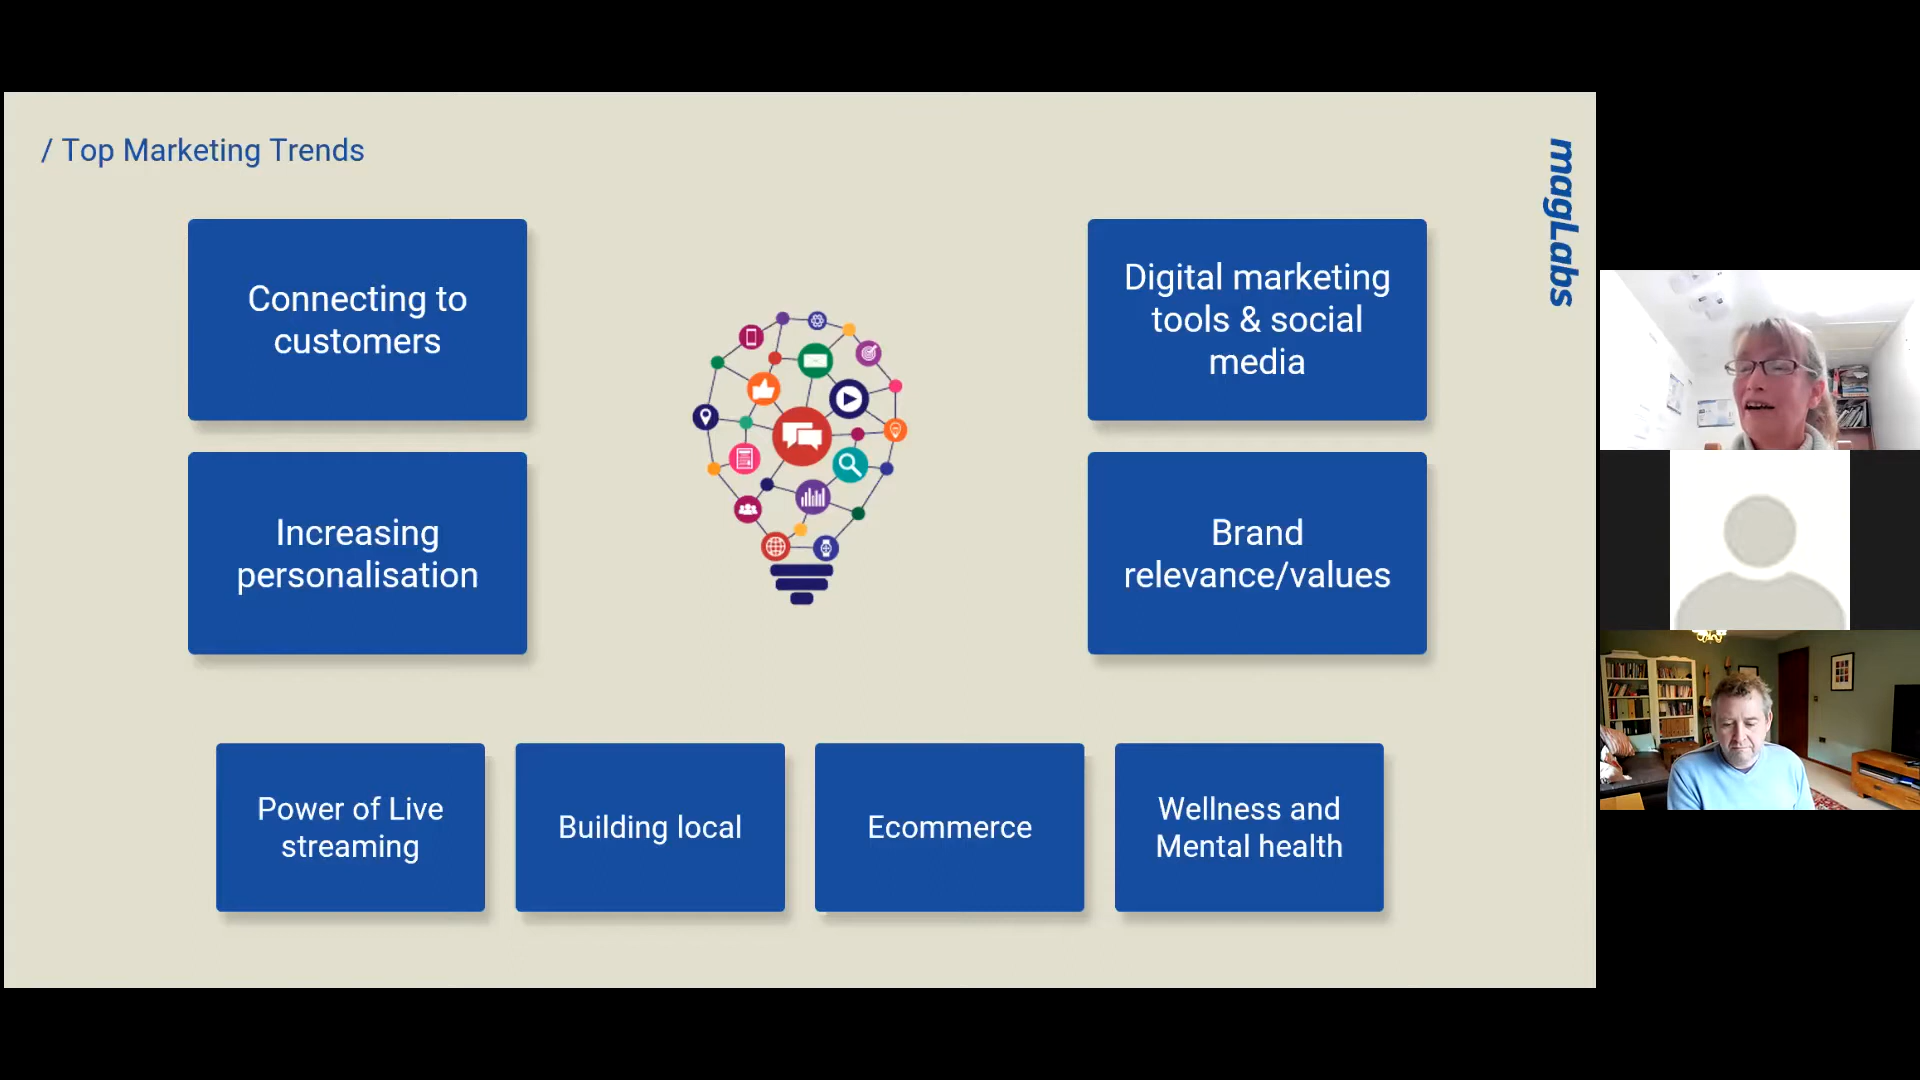 / Top Marketing Trends
magLabs
Connecting to
customers
Digital marketing
tools & social
media
Increasing
personalisation
Brand
relevance/values
Power of Live
streaming
Building local
Ecommerce
Wellness and
Mental health